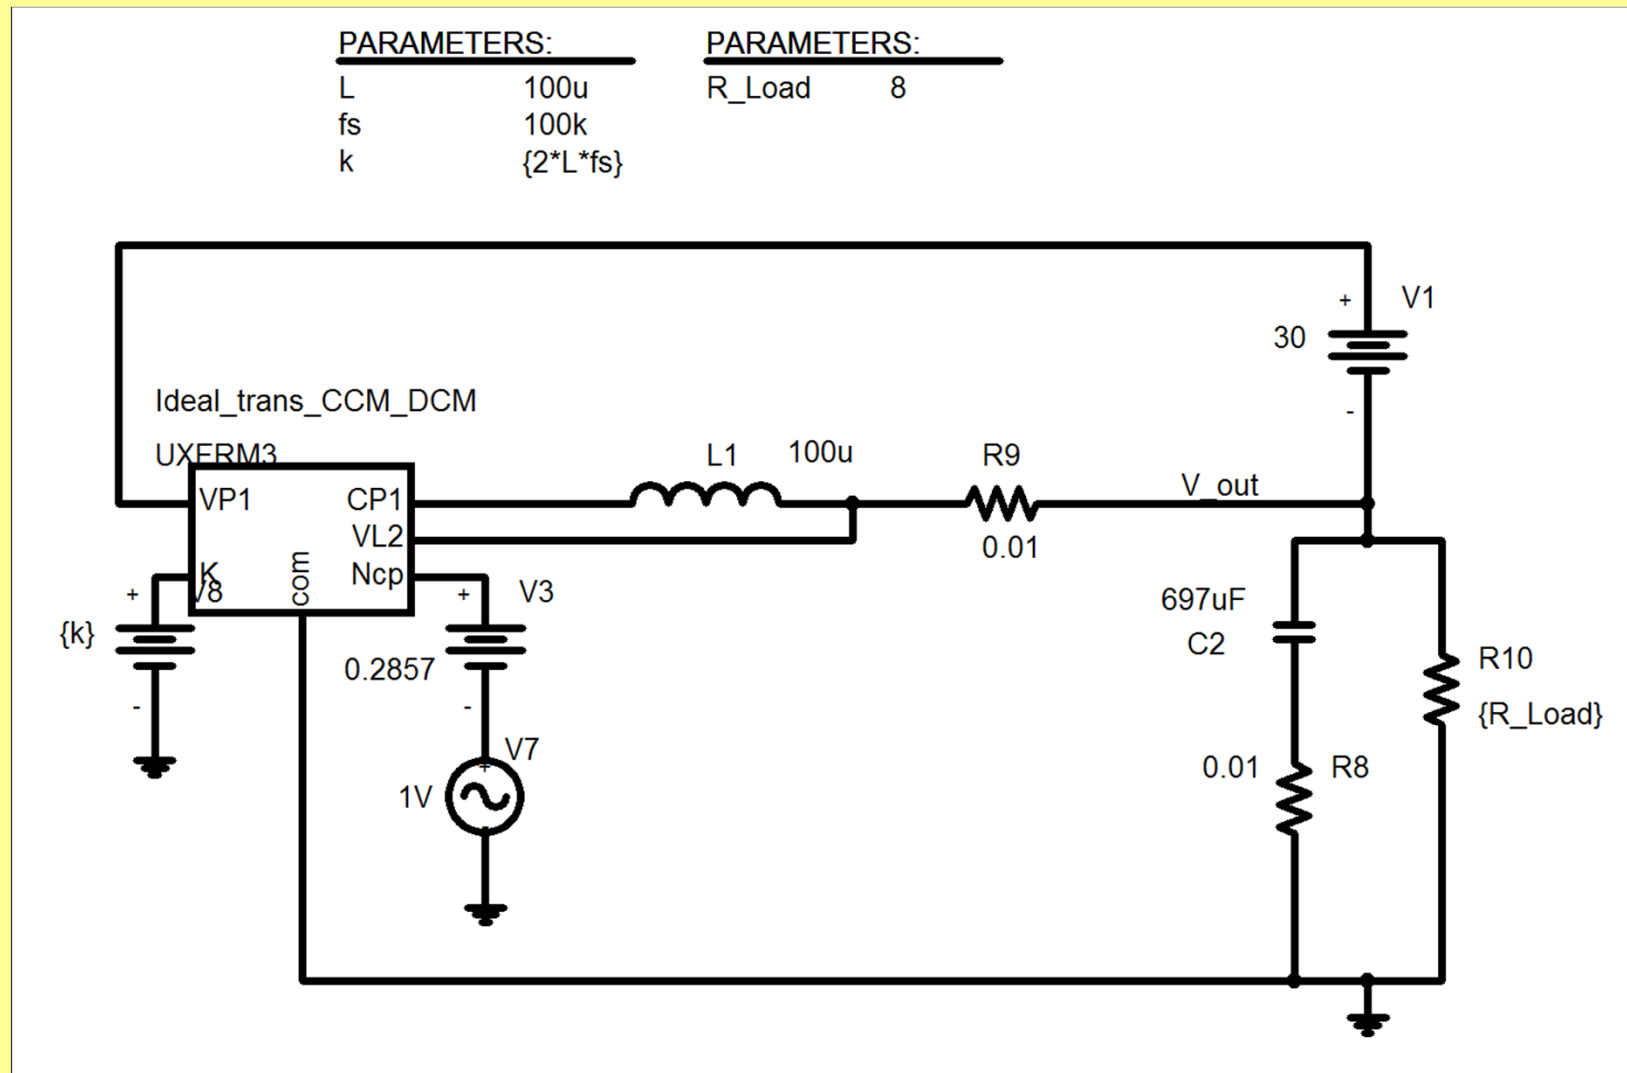 PARAMETERS:
L 100u
fs 100k
k {2*L*fs}
PARAMETERS:
R_Load 8
+ V1
30
-
Ideal_trans_CCM_DCM
UXFRM3
VP1 CP1
VL2
K Ncp
com
L1 100u
R9
0.01
V_out
+ V8
{k}
-
+ V3
0.2857
-
V7
+
1V
-
697uF
C2
0.01 R8
R10
{R_Load}